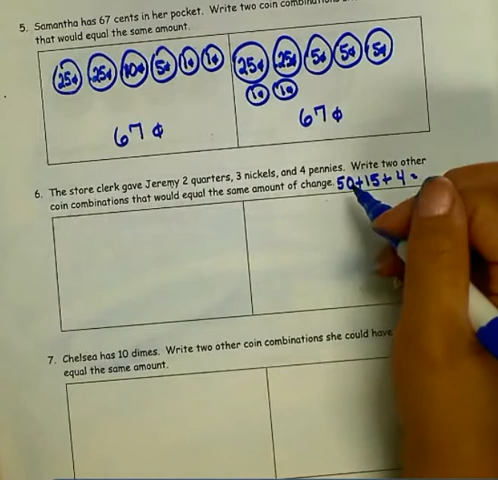 5. Samantha has 67 cents in her pocket. Write two coin
that would equal the same amount.
25¢ 25¢ 10¢ 5¢ 1¢ 1¢
25¢ 25¢ 5¢ 5¢ 5¢
1¢ 1¢
67¢
67¢
6. The store clerk gave Jeremy 2 quarters, 3 nickels, and 4 pennies. Write two other
coin combinations that would equal the same amount of change. 50+15+4=
7. Chelsea has 10 dimes. Write two other coin combinations she could have
equal the same amount.